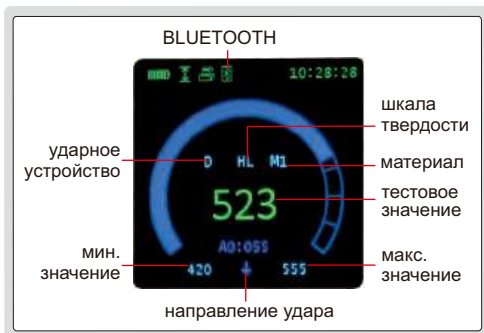 BLUETOOTH
10:28:28
шкала
твердости
ударное
устройство
D HL M1
материал
523
тестовое
значение
A0:055
мин.
значение
420
555
макс.
значение
направление удара